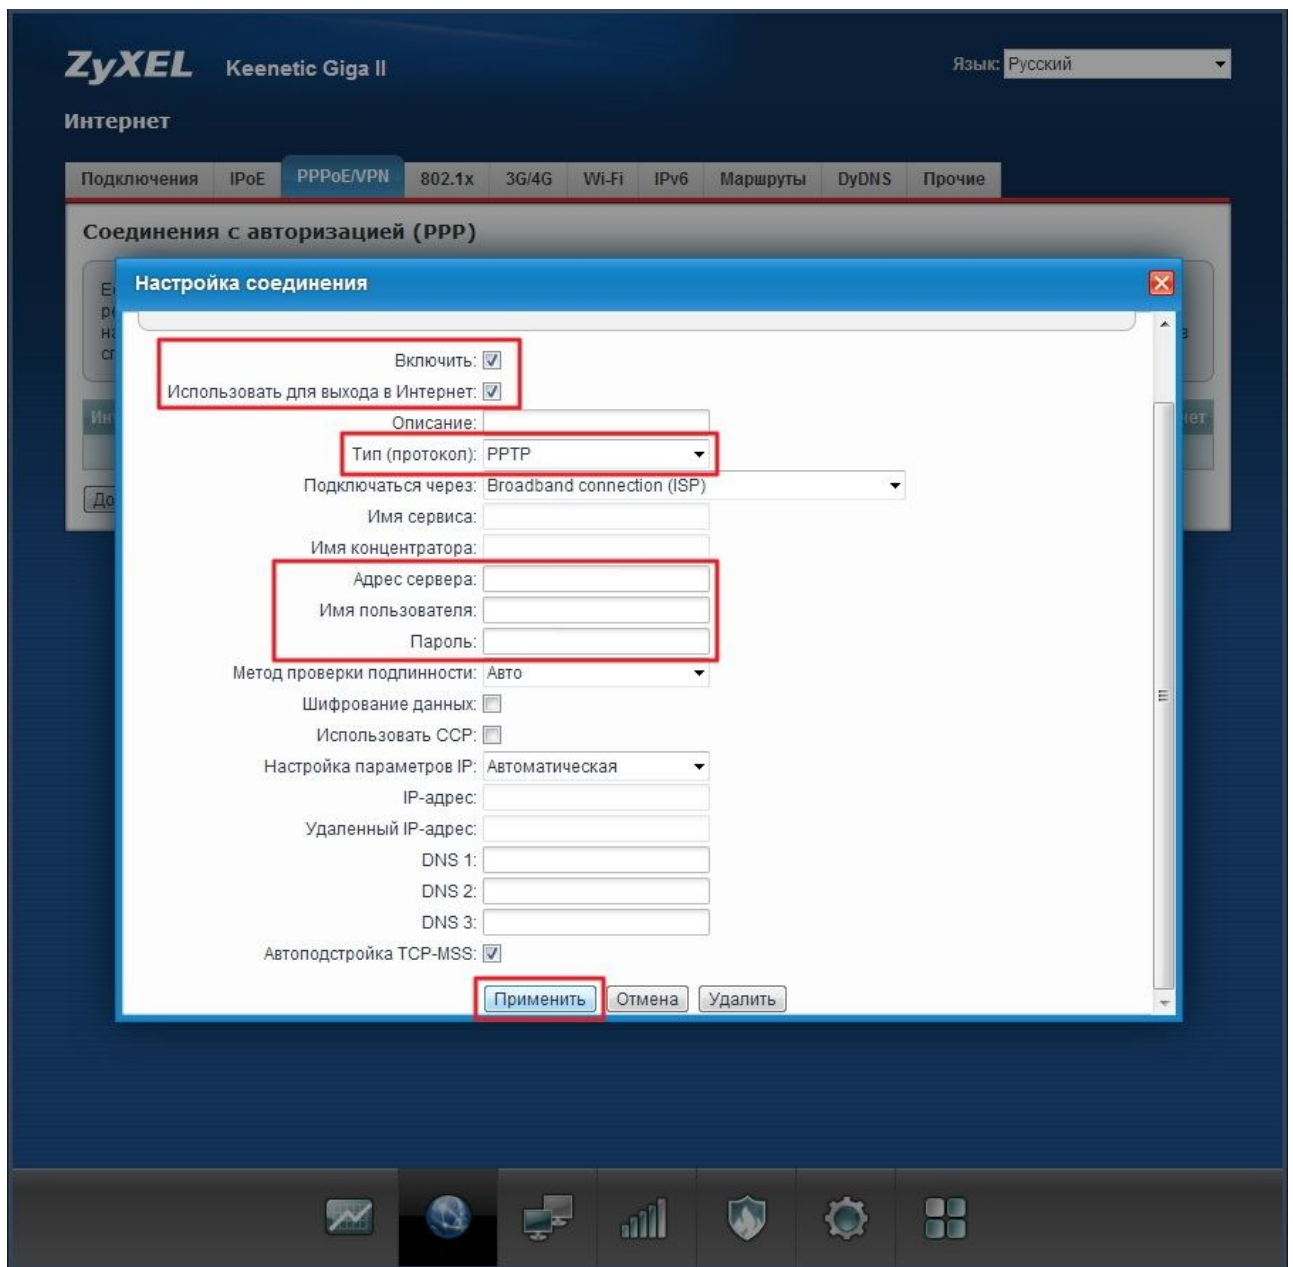 ZyXEL Keenetic Giga II Язык: Русский
Интернет
Подключения IPoE PPPoE/VPN 802.1x 3G/4G Wi-Fi IPv6 Маршруты DyDNS Прочие
Соединения с авторизацией (PPP)
Настройка соединения
Включить:
Использовать для выхода в Интернет:
Описание:
Тип (протокол): PPTP
Подключаться через: Broadband connection (ISP)
Имя сервиса:
Имя концентратора:
Адрес сервера:
Имя пользователя:
Пароль:
Метод проверки подлинности: Авто
Шифрование данных:
Использовать CCP:
Настройка параметров IP: Автоматическая
IP-адрес:
Удаленный IP-адрес:
DNS 1:
DNS 2:
DNS 3:
Автоподстройка TCP-MSS:
Применить Отмена Удалить